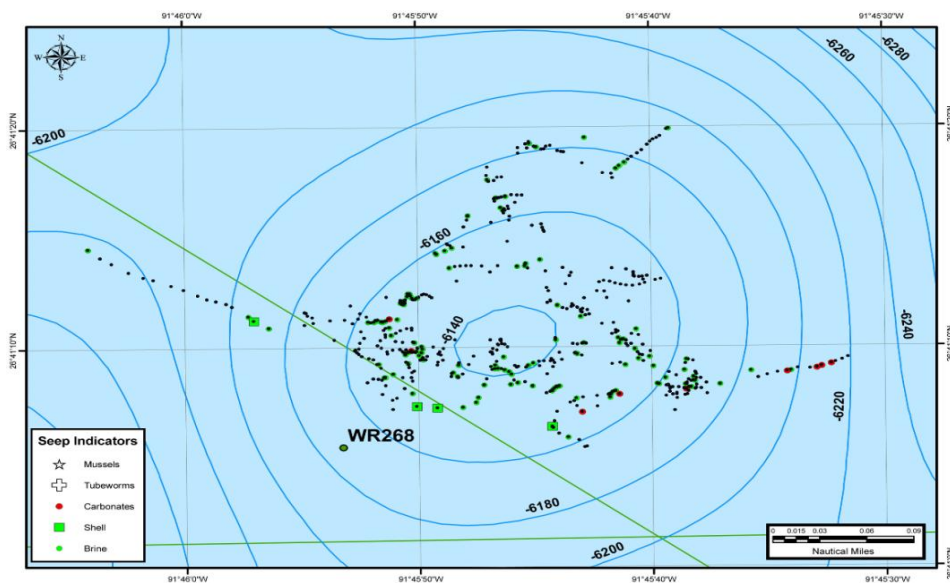 91°46'0"W 91°45'50"W 91°45'40"W 91°45'30"W
N
W E
S
-6260
-6280
26°41'20"N
-6200
-6160
-6140
26°41'10"N
-6240
-6220
WR268
-6180
-6200
Seep Indicators
Mussels
Tubeworms
Carbonates
Shell
Brine
0 0.015 0.03 0.06 0.09
Nautical Miles
91°46'0"W 91°45'50"W 91°45'40"W 91°45'30"W